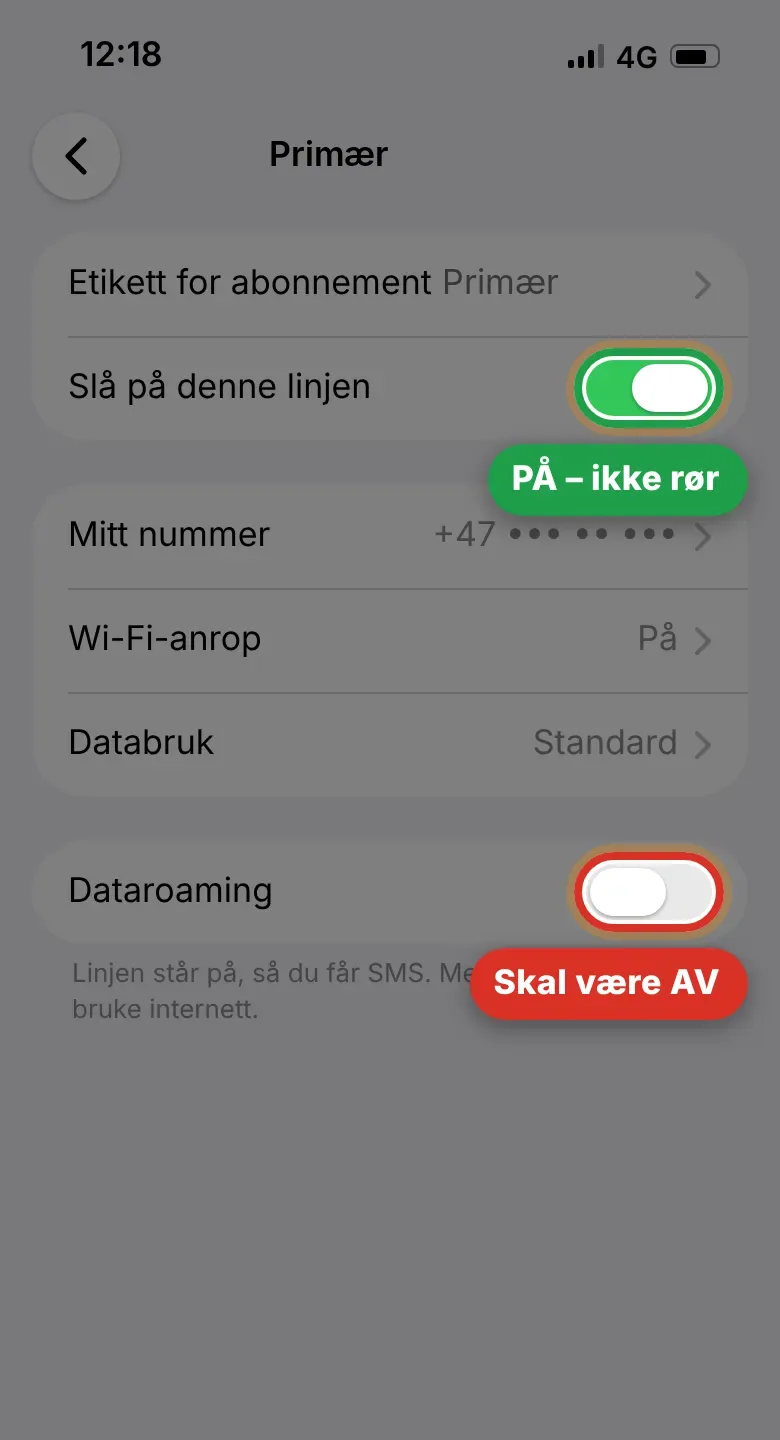 12:18
4G
Primær
Etikett for abonnement Primær
Slå på denne linjen
PÅ – ikke rør
Mitt nummer +47 ••• •• •••
Wi-Fi-anrop På
Databruk Standard
Dataroaming
Skal være AV
Linjen står på, så du får SMS.
bruke internett.